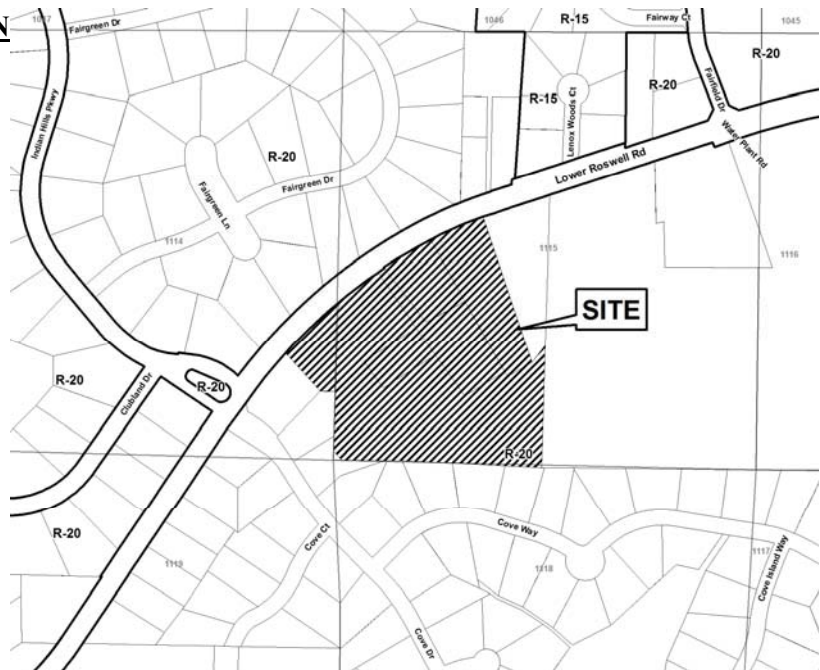 N
1047
Fairgreen Dr
1046
R-15
Fairway Ct
1045
R-20
R-20
R-15
Indian Hills Pkwy
Fairfield Dr
Lenox Woods Ct
Water Plant Rd
R-20
Lower Roswell Rd
Fairgreen Dr
Fairgreen Ln
1114
1115
1116
SITE
R-20
R-20
Clubland Dr
R-20
R-20
Cove Ct
Cove Way
1119
1118
1117
Cove Island Way
Cove Dr